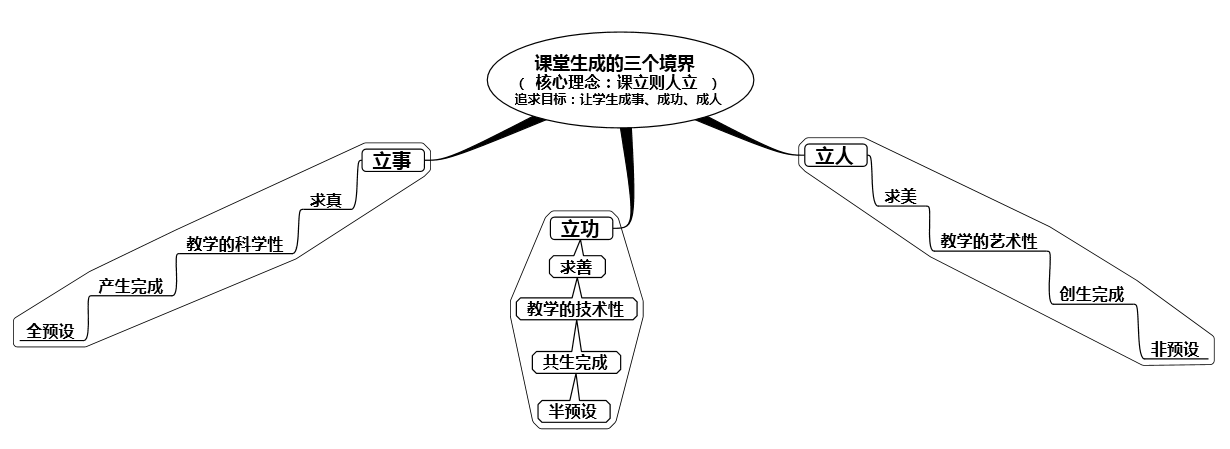 课堂生成的三个境界
（ 核心理念：课立则人立 ）
追求目标：让学生成事、成功、成人
立事
求真
教学的科学性
产生完成
全预设
立功
求善
教学的技术性
共生完成
半预设
立人
求美
教学的艺术性
创生完成
非预设